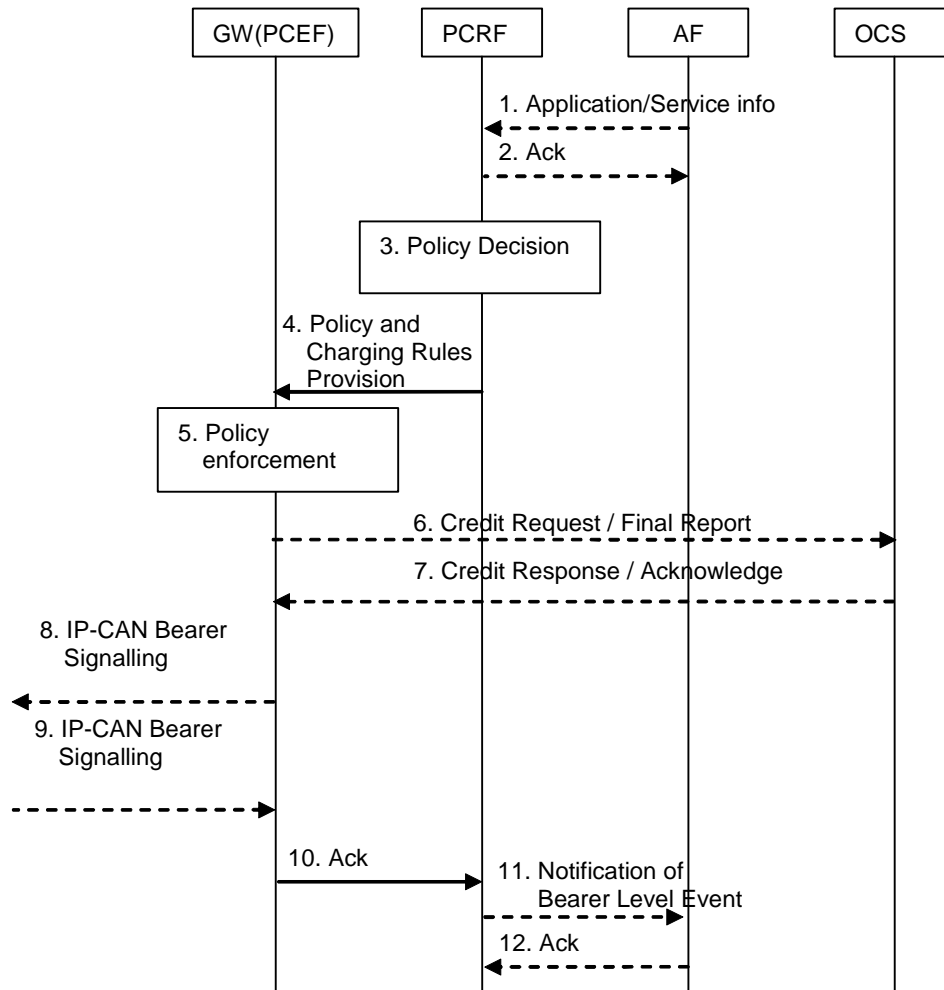 GW(PCEF)
PCRF
AF
OCS
1. Application/Service info
2. Ack
3. Policy Decision
4. Policy and
Charging Rules
Provision
5. Policy
enforcement
6. Credit Request / Final Report
7. Credit Response / Acknowledge
8. IP-CAN Bearer
Signalling
9. IP-CAN Bearer
Signalling
10. Ack
11. Notification of
Bearer Level Event
12. Ack